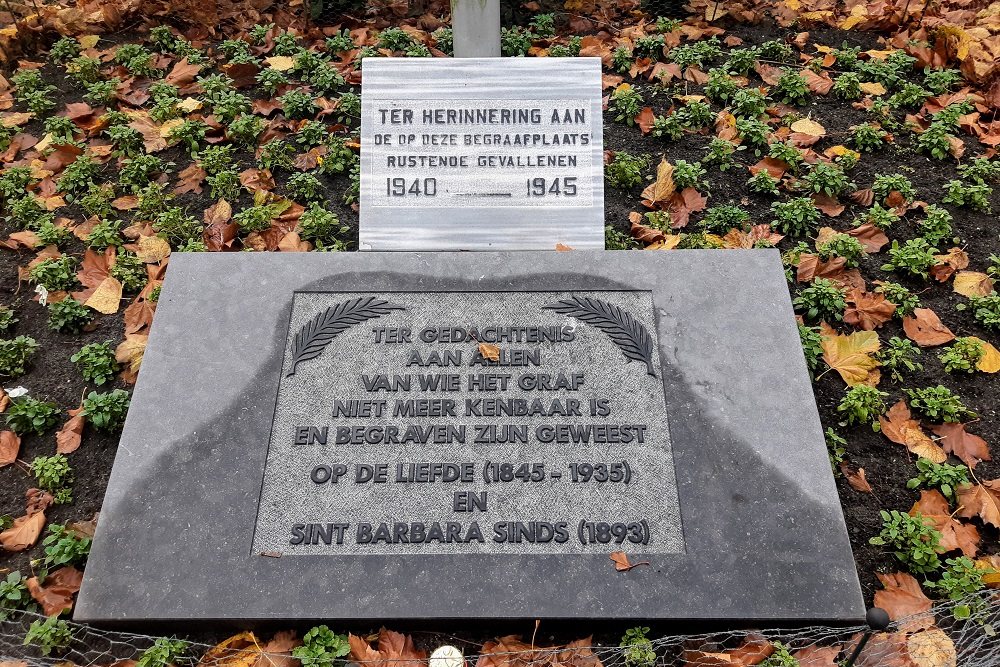 TER HERINNERING AAN
DE OP DEZE BEGRAAFPLAATS
RUSTENDE GEVALLENEN
1940 — 1945
TER GEDACHTENIS
AAN ALLEN
VAN WIE HET GRAF
NIET MEER KENBAAR IS
EN BEGRAVEN ZIJN GEWEEST
OP DE LIEFDE (1845 - 1935)
EN
SINT BARBARA SINDS (1893)